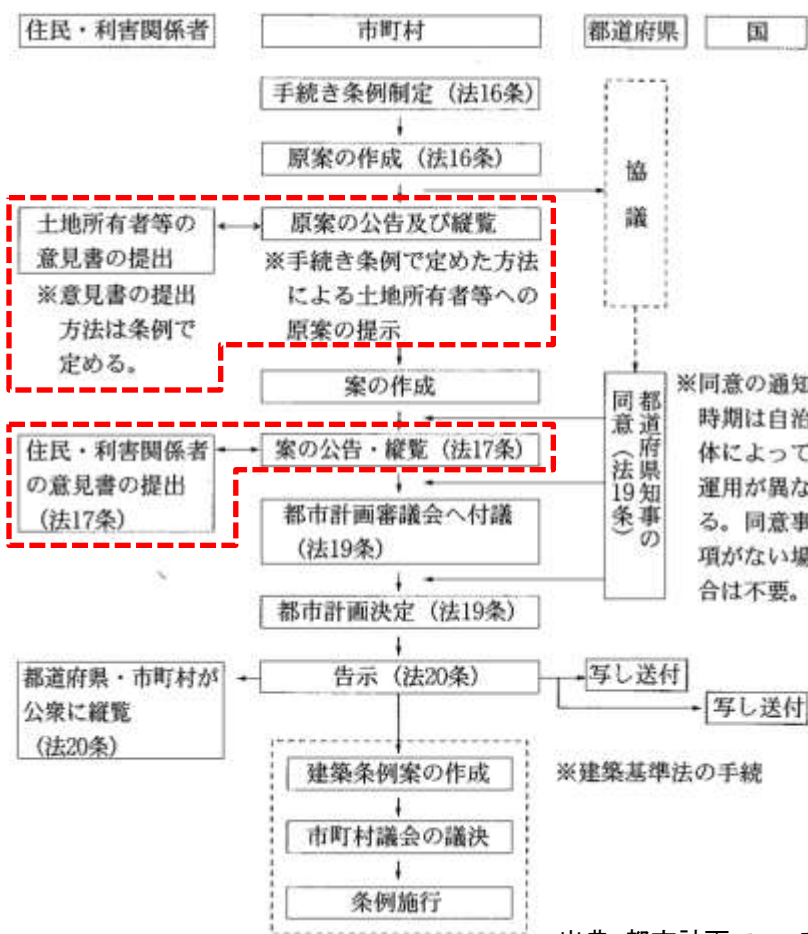 住民・利害関係者
市町村
都道府県
国
手続き条例制定（法16条）
原案の作成（法16条）
協議
土地所有者等の
意見書の提出
※意見書の提出
方法は条例で
定める。
原案の公告及び縦覧
※手続き条例で定めた方法
による土地所有者等への
原案の提示
案の作成
都道府県知事の
同意（法19条）
※同意の通知
時期は自治
体によって
運用が異な
る。同意事
項がない場
合は不要。
住民・利害関係者
の意見書の提出
（法17条）
案の公告・縦覧（法17条）
都市計画審議会へ付議
（法19条）
都市計画決定（法19条）
都道府県・市町村が
公衆に縦覧
（法20条）
告示（法20条）
写し送付
写し送付
建築条例案の作成
※建築基準法の手続
市町村議会の議決
条例施行